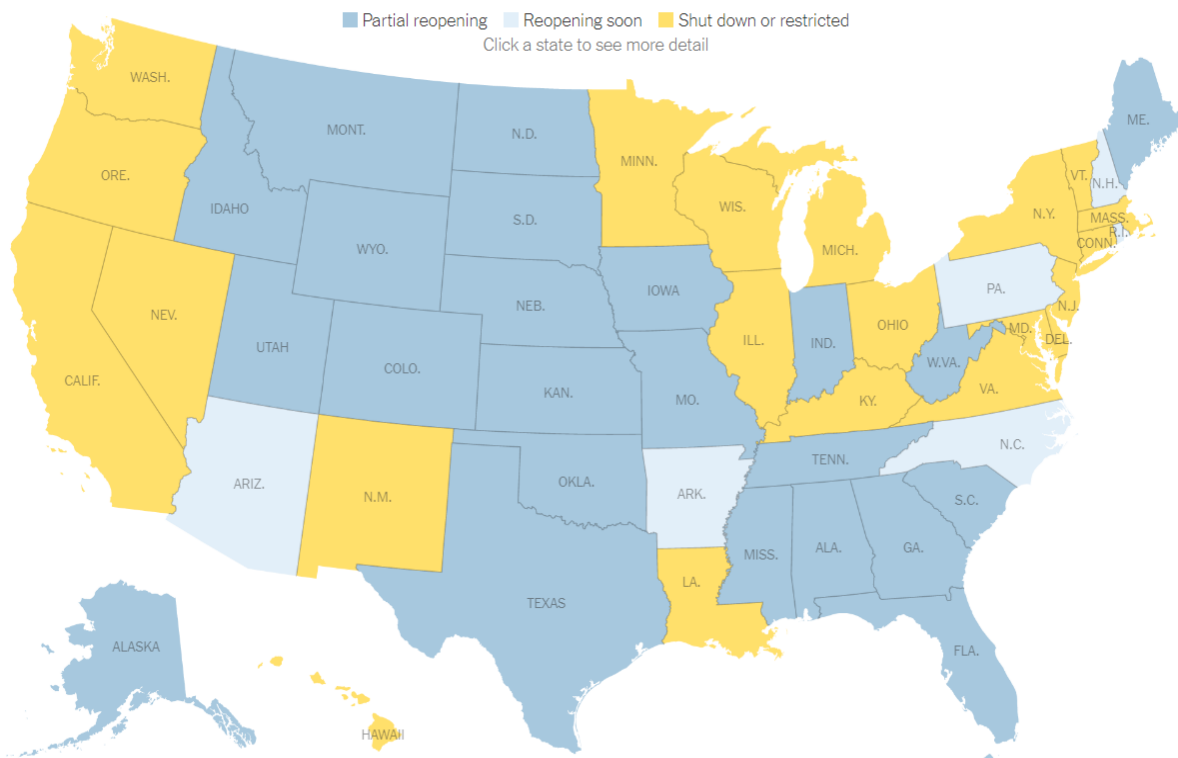 Partial reopening Reopening soon Shut down or restricted
Click a state to see more detail
WASH.
MONT.
N.D.
MINN.
ME.
ORE.
IDAHO
S.D.
WIS.
VT.
N.H.
N.Y.
MASS.
R.I.
CONN.
WYO.
MICH.
IOWA
NEB.
PA.
N.J.
NEV.
UTAH
COLO.
ILL.
IND.
OHIO
MD.
DEL.
W.VA.
VA.
CALIF.
KAN.
MO.
KY.
N.C.
TENN.
ARIZ.
N.M.
OKLA.
ARK.
S.C.
MISS.
ALA.
GA.
LA.
TEXAS
FLA.
ALASKA
HAWAII